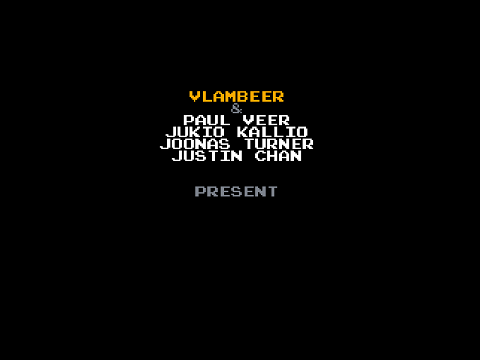 VLAMBEER
&
PAUL VEER
JUKIO KALLIO
JOONAS TURNER
JUSTIN CHAN
PRESENT